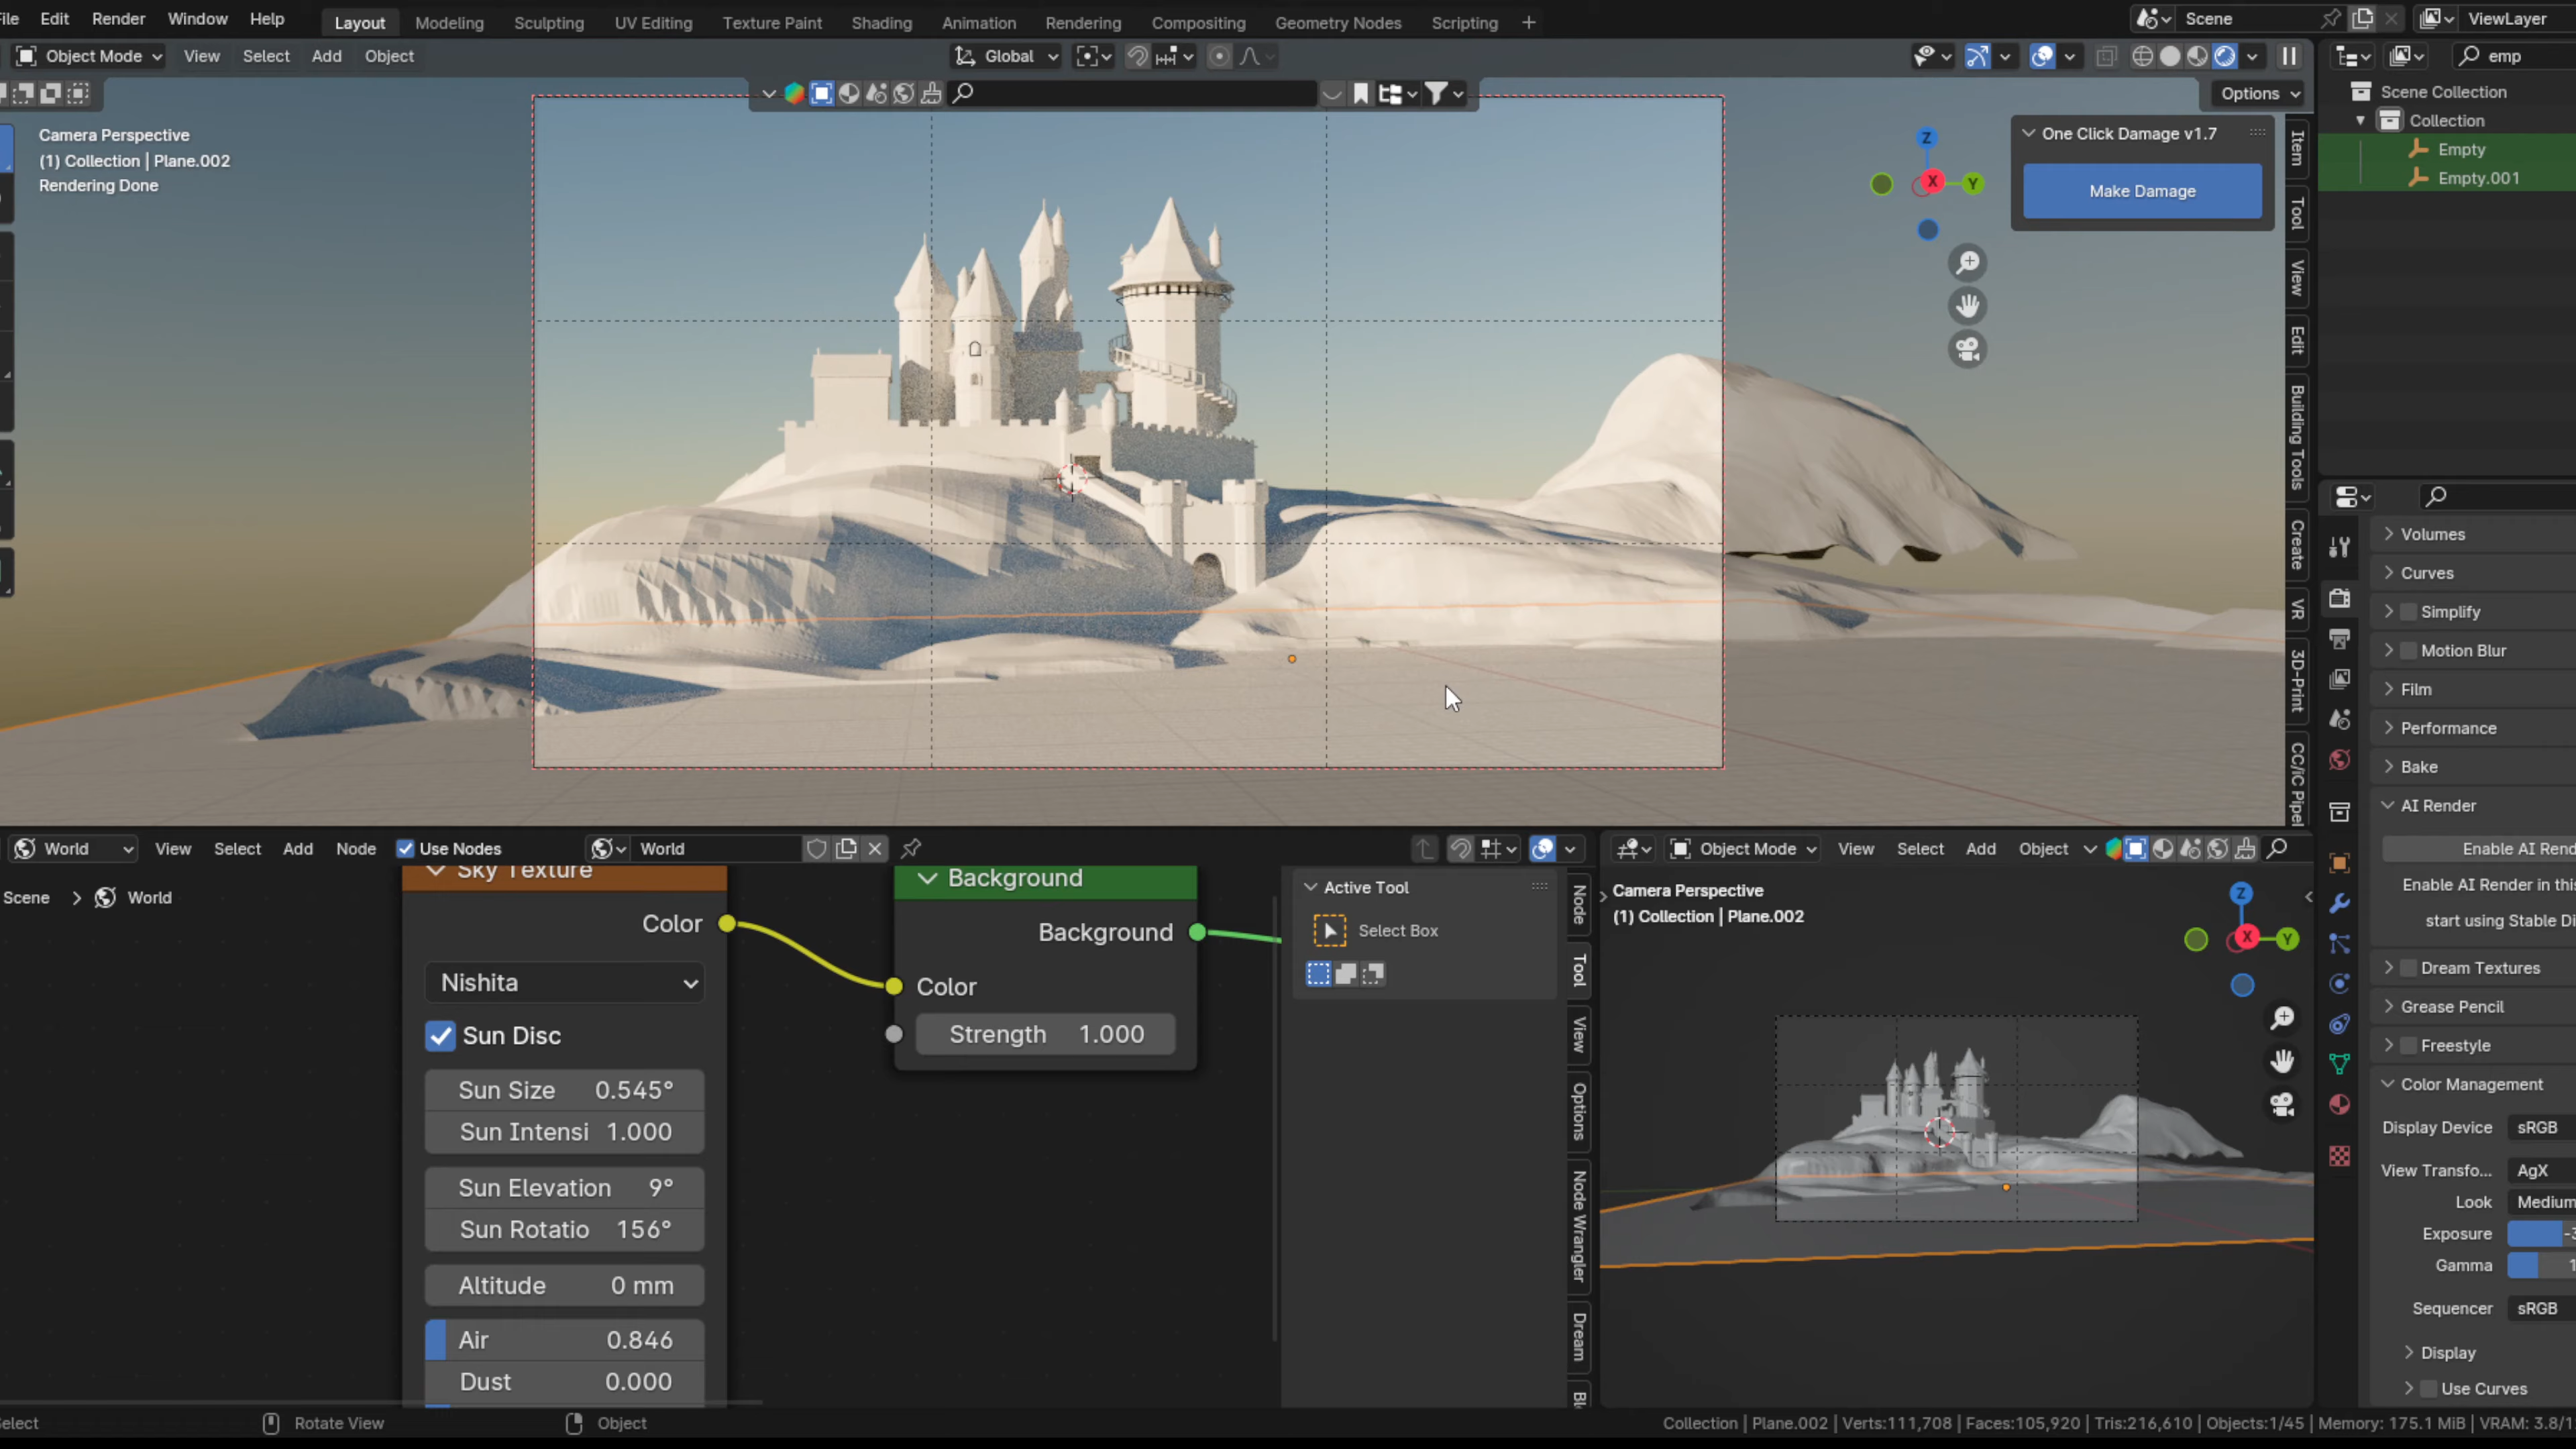 File Edit Render Window Help Layout Modeling Sculpting UV Editing Texture Paint Shading Animation Rendering Compositing Geometry Nodes Scripting + Scene ViewLayer
Object Mode View Select Add Object Global emp
Options
Camera Perspective
(1) Collection | Plane.002
Rendering Done
One Click Damage v1.7
Make Damage
Z
X
Y
Item
Tool
View
Edit
Building Tools
Create
VR
3D-Print
CC/iC Pipel
Scene Collection
Collection
Empty
Empty.001
Volumes
Curves
Simplify
Motion Blur
Film
Performance
Bake
AI Render
Enable AI Rend
Enable AI Render in this
start using Stable Di
Dream Textures
Grease Pencil
Freestyle
Color Management
Display Device sRGB
View Transfo... AgX
Look Medium
Exposure -3
Gamma 1
Sequencer sRGB
Display
Use Curves
World View Select Add Node Use Nodes World
Scene > World
Sky Texture
Color
Nishita
Sun Disc
Sun Size 0.545°
Sun Intensi 1.000
Sun Elevation 9°
Sun Rotatio 156°
Altitude 0 mm
Air 0.846
Dust 0.000
Background
Background
Color
Strength 1.000
Active Tool
Select Box
Node
Tool
View
Options
Node Wrangler
Dream
Bl
Object Mode View Select Add Object
Camera Perspective
(1) Collection | Plane.002
Z
X
Y
Select Rotate View Object
Collection | Plane.002 | Verts:111,708 | Faces:105,920 | Tris:216,610 | Objects:1/45 | Memory: 175.1 MiB | VRAM: 3.8/1